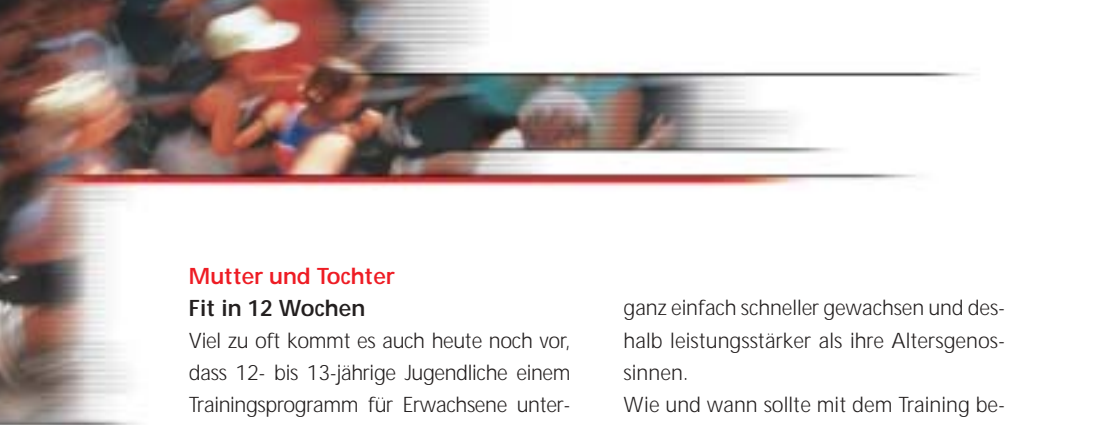 Mutter und Tochter
Fit in 12 Wochen
Viel zu oft kommt es auch heute noch vor,
dass 12- bis 13-jährige Jugendliche einem
Trainingsprogramm für Erwachsene unter-
ganz einfach schneller gewachsen und des-
halb leistungsstärker als ihre Altersgenos-
sinnen.
Wie und wann sollte mit dem Training be-